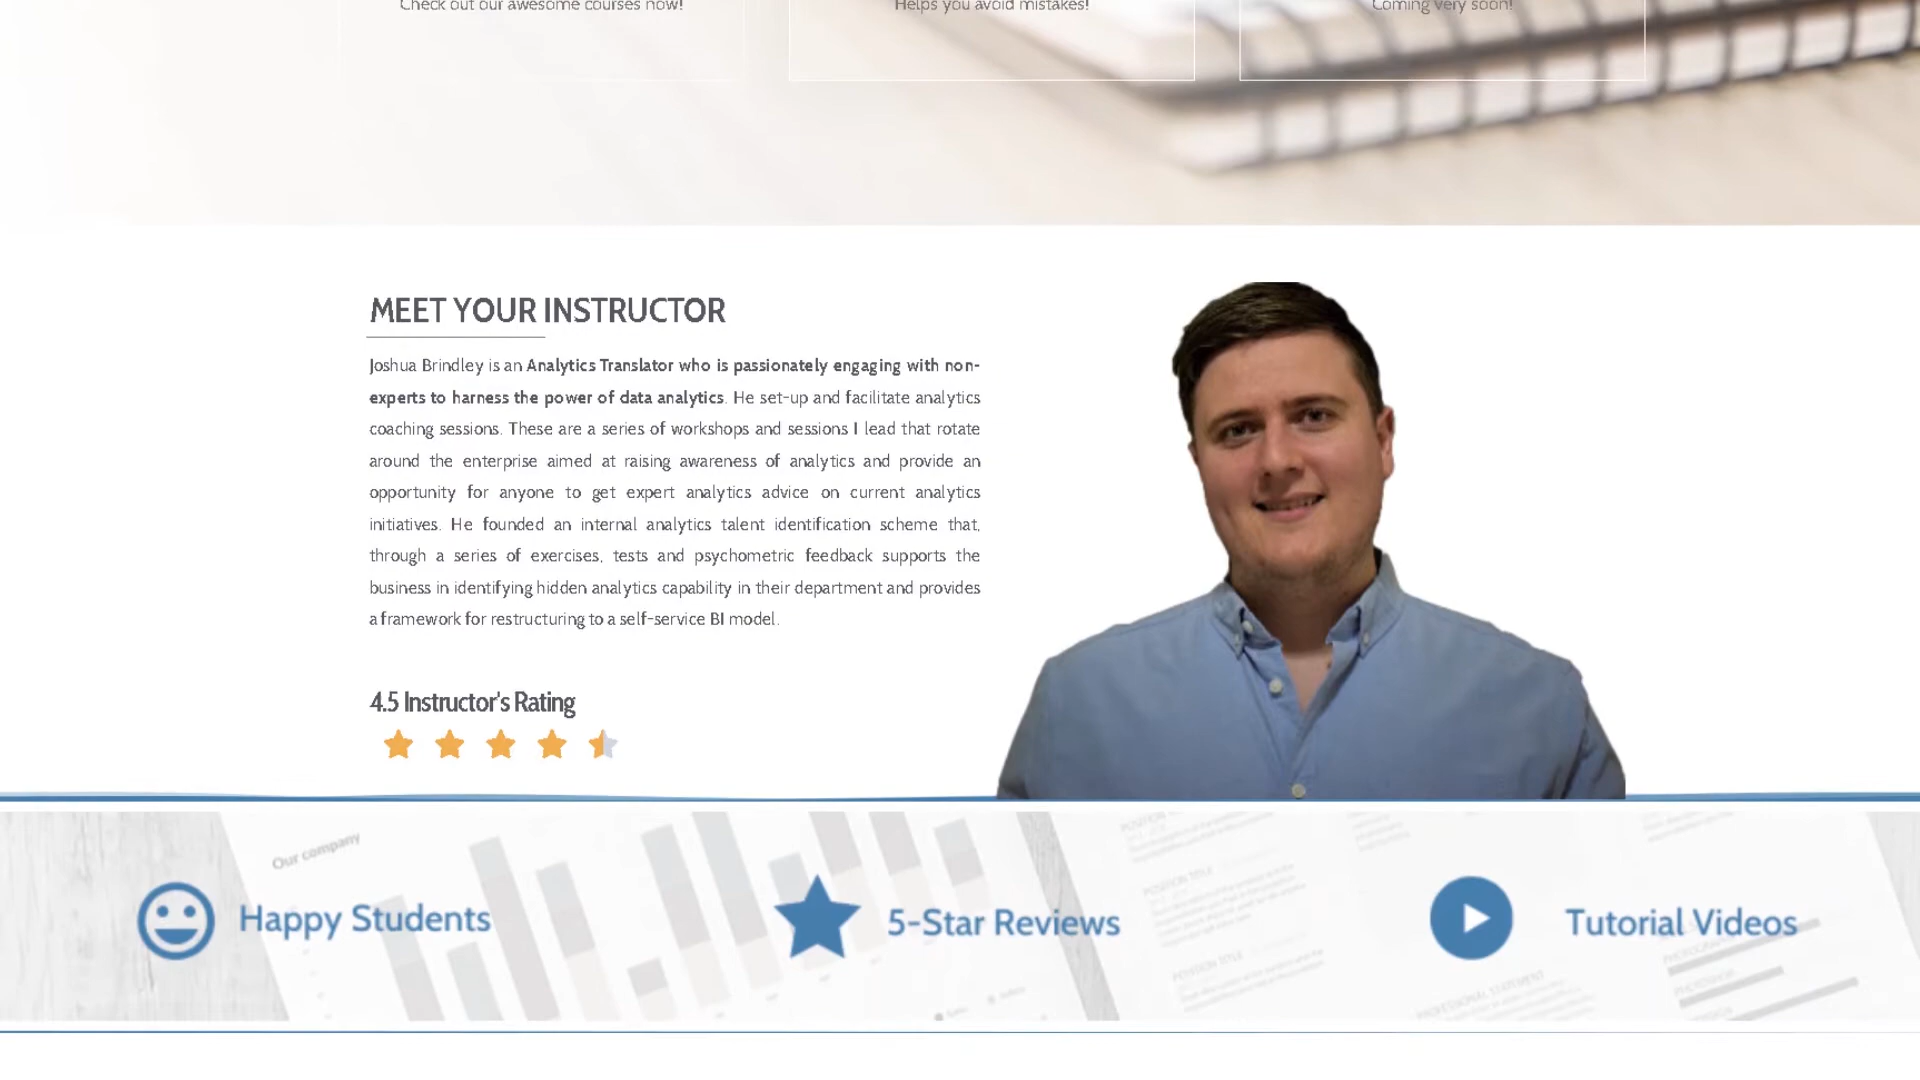 Check out our awesome courses now!
Helps you avoid mistakes!
Coming very soon!
MEET YOUR INSTRUCTOR
Joshua Brindley is an Analytics Translator who is passionately engaging with non-
experts to harness the power of data analytics. He set-up and facilitate analytics
coaching sessions. These are a series of workshops and sessions I lead that rotate
around the enterprise aimed at raising awareness of analytics and provide an
opportunity for anyone to get expert analytics advice on current analytics
initiatives. He founded an internal analytics talent identification scheme that,
through a series of exercises, tests and psychometric feedback supports the
business in identifying hidden analytics capability in their department and provides
a framework for restructuring to a self-service BI model.
4.5 Instructor's Rating
Our company
POSITION TITLE
POSITION TITLE
PROFESSIONAL STATEMENT
Happy Students
5-Star Reviews
Tutorial Videos